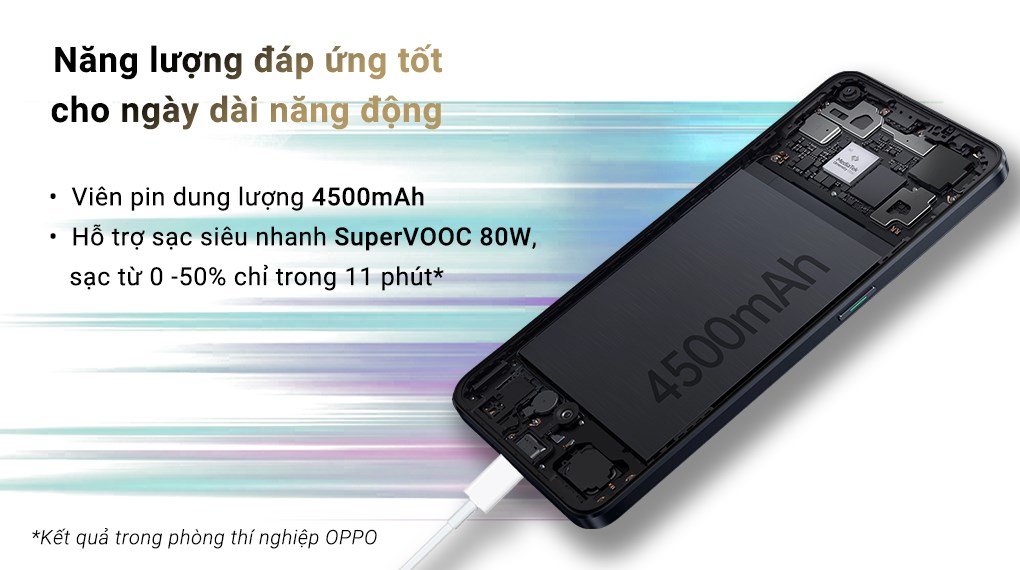 Năng lượng đáp ứng tốt
cho ngày dài năng động
• Viên pin dung lượng 4500mAh
• Hỗ trợ sạc siêu nhanh SuperVOOC 80W,
sạc từ 0 -50% chỉ trong 11 phút*
MediaTek
4500mAh
*Kết quả trong phòng thí nghiệp OPPO